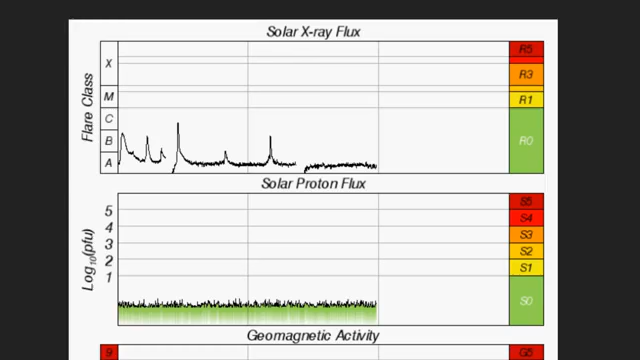 Solar X-ray Flux
Flare Class
X
M
C
B
A
R5
R3
R1
R0
Solar Proton Flux
Log10(pfu)
5
4
3
2
1
S5
S4
S3
S2
S1
S0
Geomagnetic Activity
9
G5